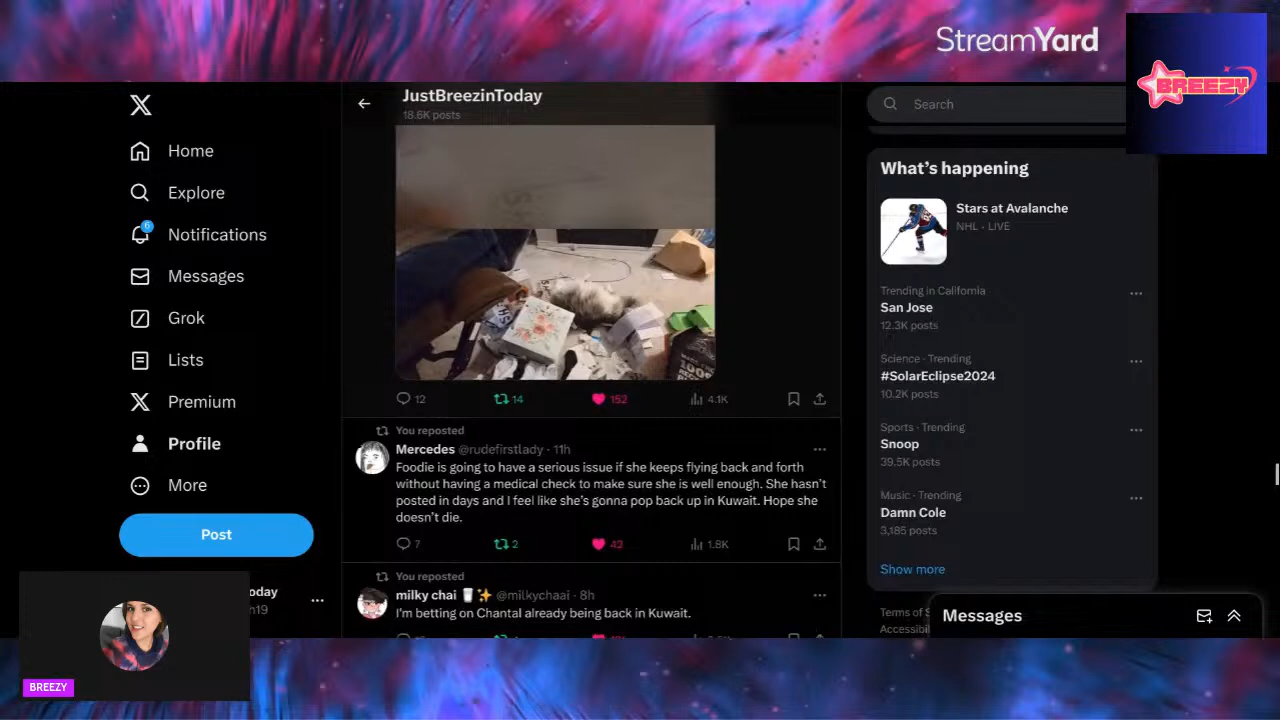 StreamYard
BREEZY
JustBreezinToday
18.6K posts
Search
Home
Explore
6
Notifications
Messages
Grok
Lists
Premium
Profile
More
Post
oday
n19
12
14
152
4.1K
You reposted
Mercedes @rudefirstlady · 11h
Foodie is going to have a serious issue if she keeps flying back and forth
without having a medical check to make sure she is well enough. She hasn't
posted in days and I feel like she's gonna pop back up in Kuwait. Hope she
doesn't die.
7
2
42
1.8K
You reposted
milky chai @milkychaai · 8h
I'm betting on Chantal already being back in Kuwait.
What's happening
Stars at Avalanche
NHL · LIVE
Trending in California
San Jose
12.3K posts
Science · Trending
#SolarEclipse2024
10.2K posts
Sports · Trending
Snoop
39.5K posts
Music · Trending
Damn Cole
3,185 posts
Show more
Terms of S
Accessibil
Messages
BREEZY